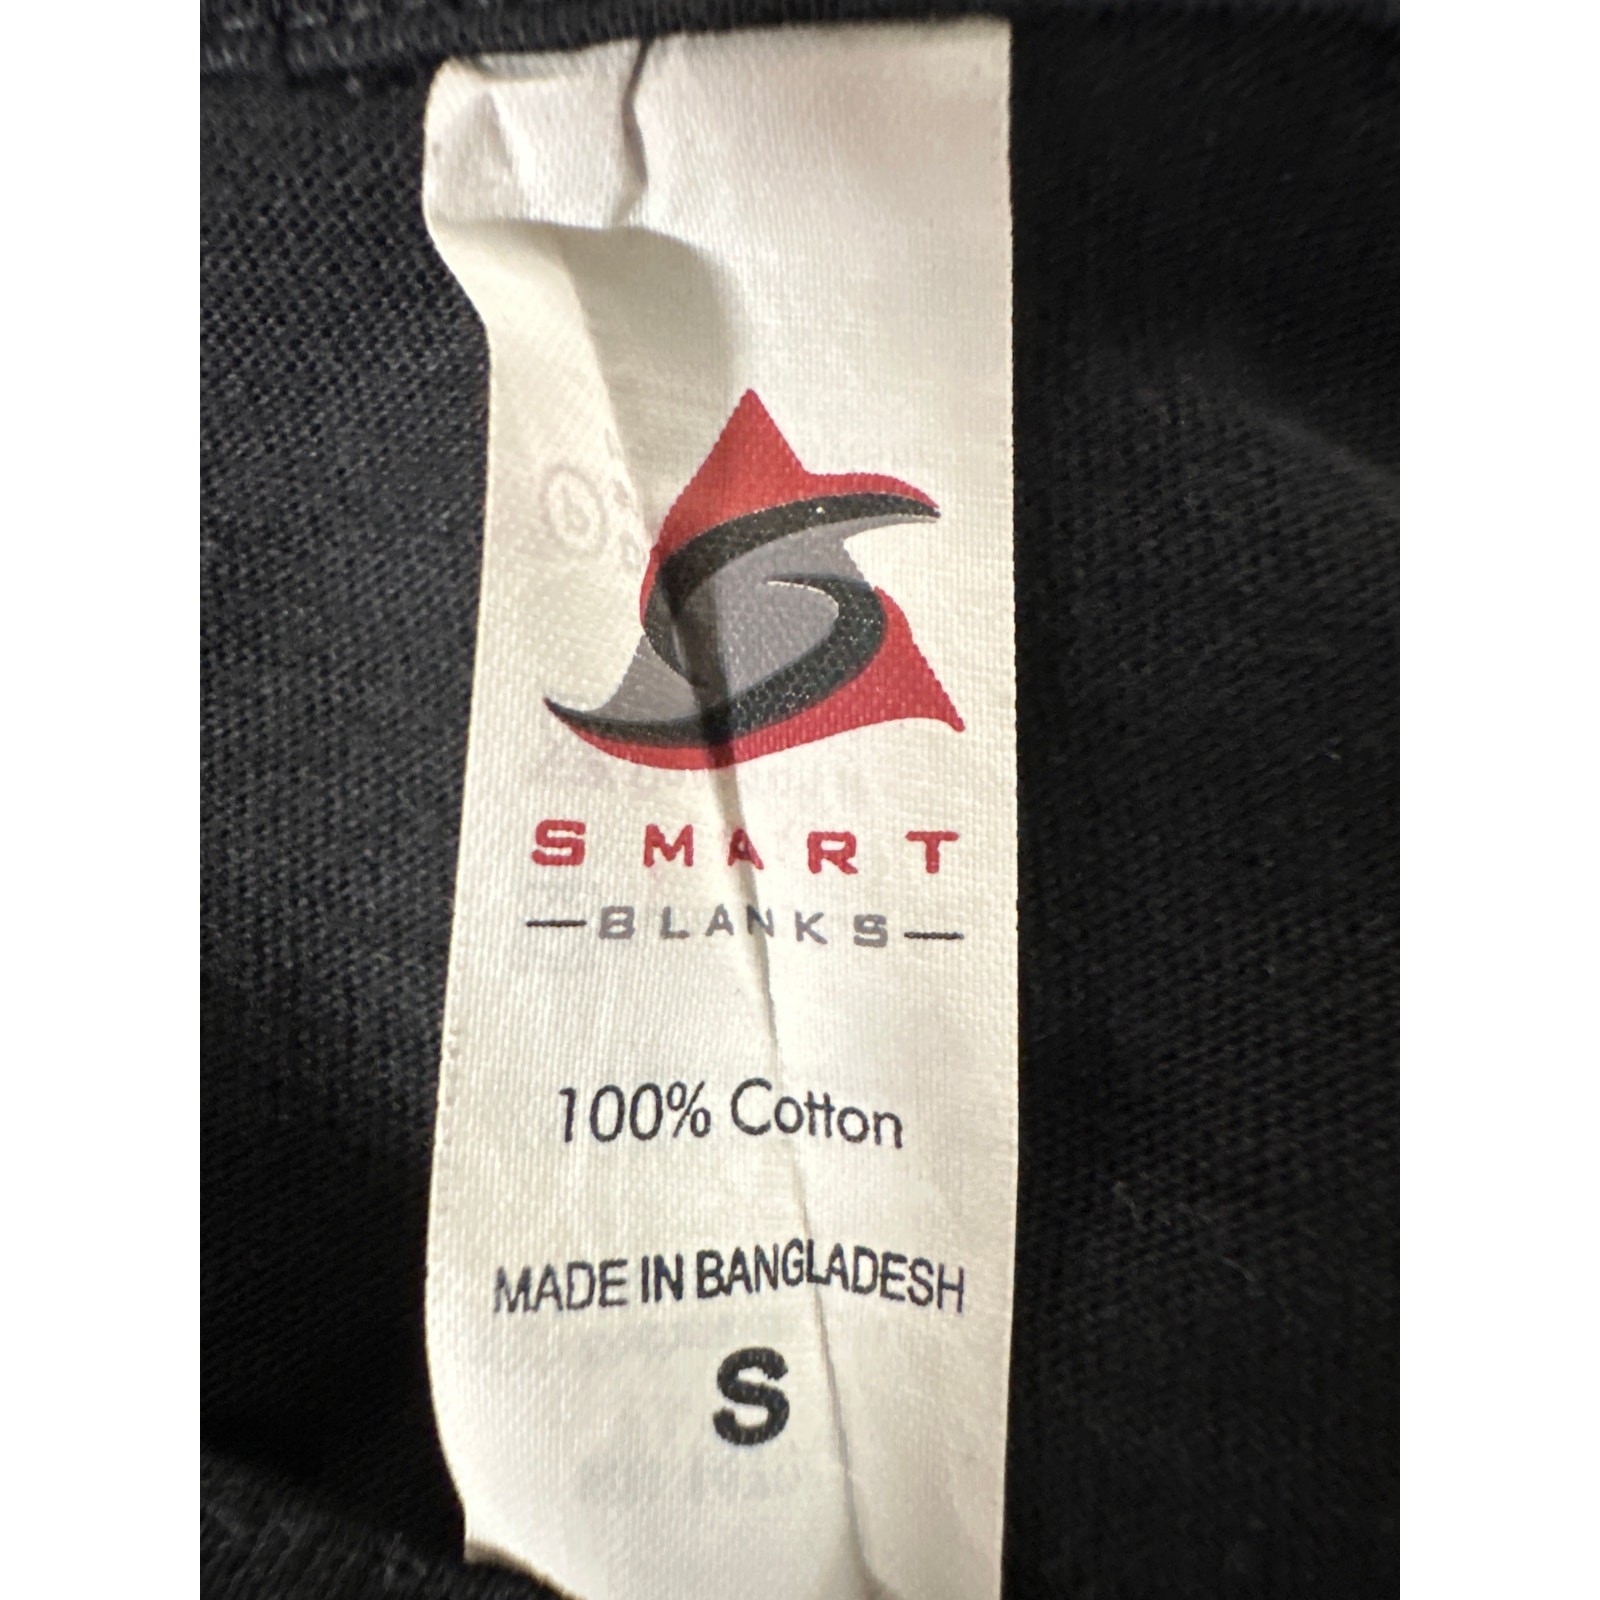 SMART
BLANKS
100% Cotton
MADE IN BANGLADESH
S